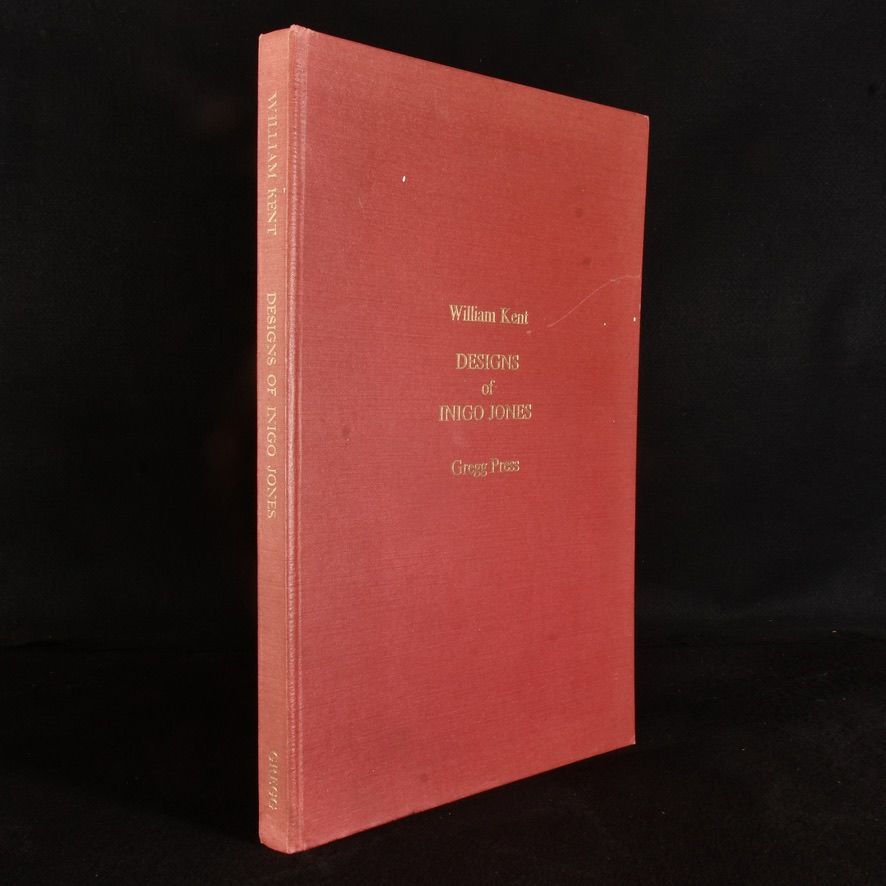 WILLIAM KENT DESIGNS OF INIGO JONES GREGG
William Kent
DESIGNS
of
INIGO JONES
Gregg Press